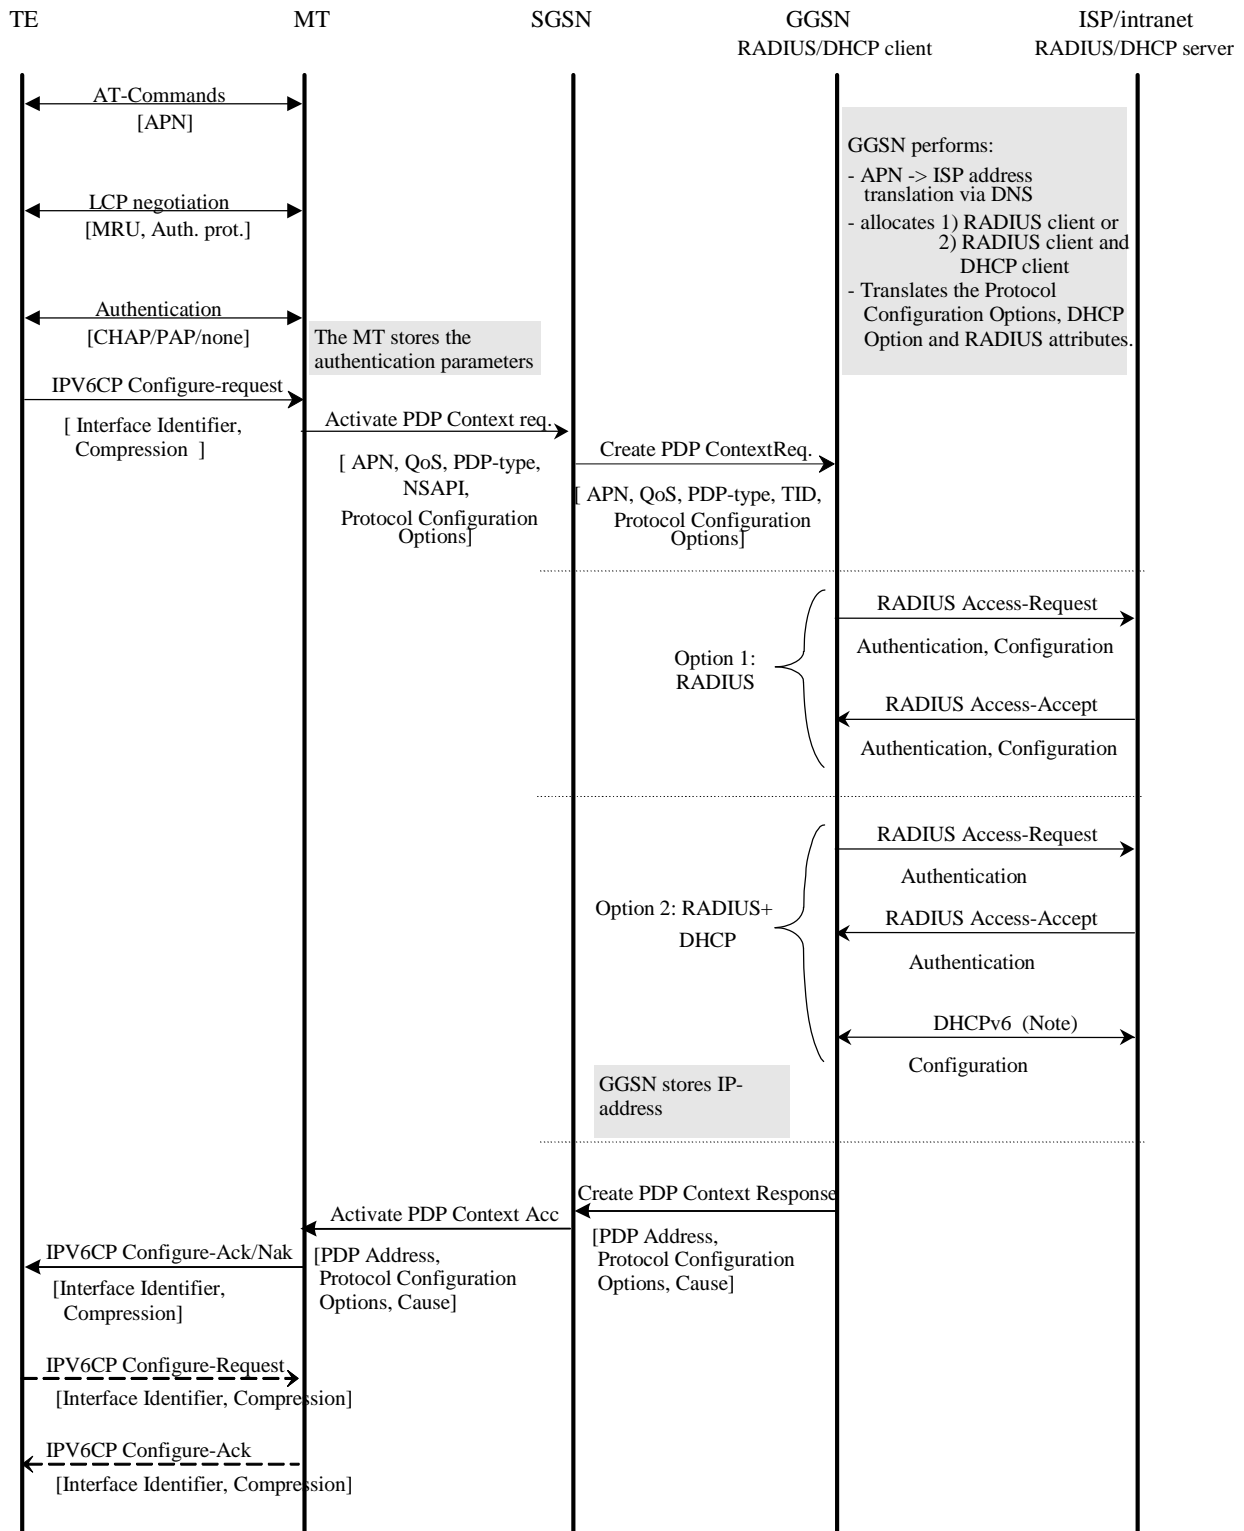 TE
MT
SGSN
GGSN
ISP/intranet
RADIUS/DHCP client
RADIUS/DHCP server
AT-Commands
[APN]
GGSN performs:
- APN -> ISP address
translation via DNS
- allocates 1) RADIUS client or
2) RADIUS client and
DHCP client
- Translates the Protocol
Configuration Options, DHCP
Option and RADIUS attributes.
LCP negotiation
[MRU, Auth. prot.]
Authentication
[CHAP/PAP/none]
The MT stores the
authentication parameters
IPV6CP Configure-request
[ Interface Identifier,
Compression ]
Activate PDP Context req.
[ APN, QoS, PDP-type,
NSAPI,
Protocol Configuration
Options]
Create PDP ContextReq.
[ APN, QoS, PDP-type, TID,
Protocol Configuration
Options]
RADIUS Access-Request
Authentication, Configuration
Option 1:
RADIUS
RADIUS Access-Accept
Authentication, Configuration
RADIUS Access-Request
Authentication
Option 2: RADIUS+
DHCP
RADIUS Access-Accept
Authentication
DHCPv6 (Note)
Configuration
GGSN stores IP-
address
Create PDP Context Response
[PDP Address,
Protocol Configuration
Options, Cause]
Activate PDP Context Acc
[PDP Address,
Protocol Configuration
Options, Cause]
IPV6CP Configure-Ack/Nak
[Interface Identifier,
Compression]
IPV6CP Configure-Request
[Interface Identifier, Compression]
IPV6CP Configure-Ack
[Interface Identifier, Compression]